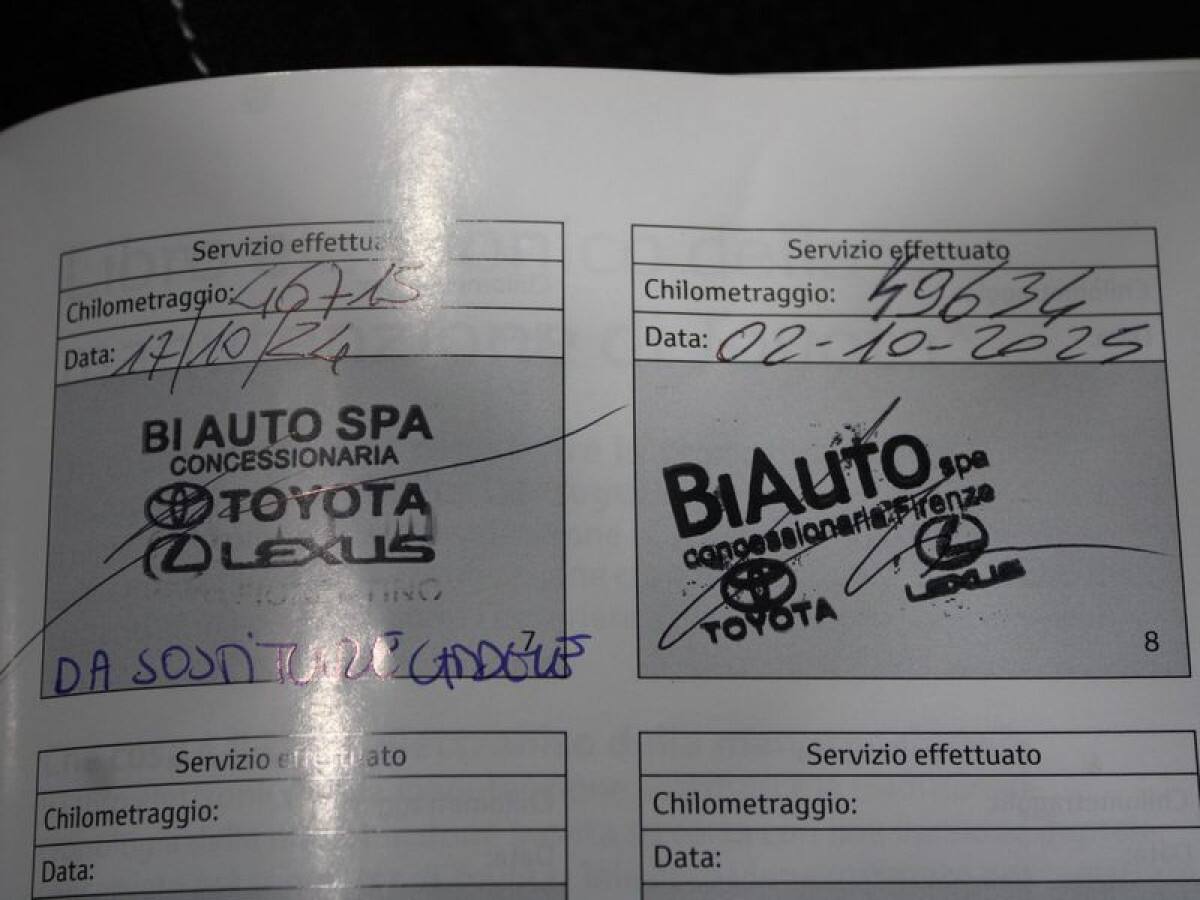 Servizio effettuato
Chilometraggio: 46715
Data: 17/10/24
BI AUTO SPA
CONCESSIONARIA
TOYOTA
LEXUS
DA SOSTITUIRE CANDELE
7
Servizio effettuato
Chilometraggio: 49634
Data: 02-10-2025
BIAUTO spa
concessionaria Firenze
TOYOTA
LEXUS
8
Servizio effettuato
Chilometraggio:
Data:
Servizio effettuato
Chilometraggio:
Data: